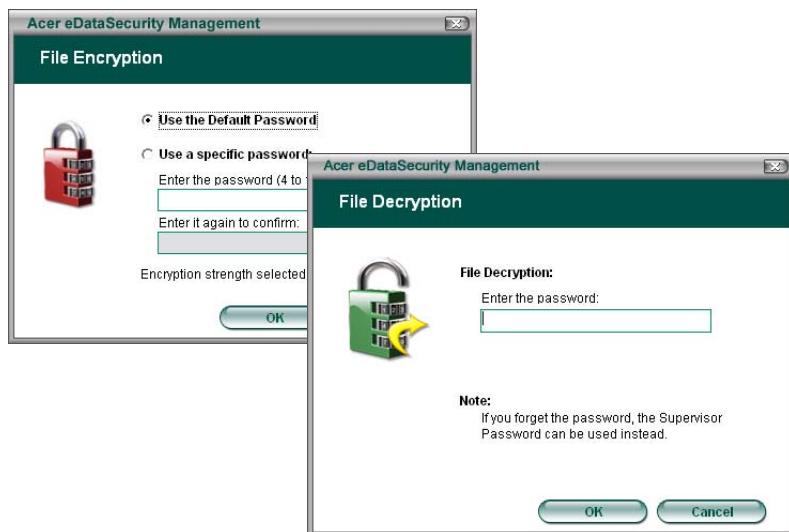 Acer eDataSecurity Management
File Encryption
Use the Default Password
Use a specific password:
Enter the password (4 to
Enter it again to confirm:
Encryption strength selected
OK
Acer eDataSecurity Management
File Decryption
File Decryption:
Enter the password:
Note:
If you forget the password, the Supervisor
Password can be used instead.
OK
Cancel